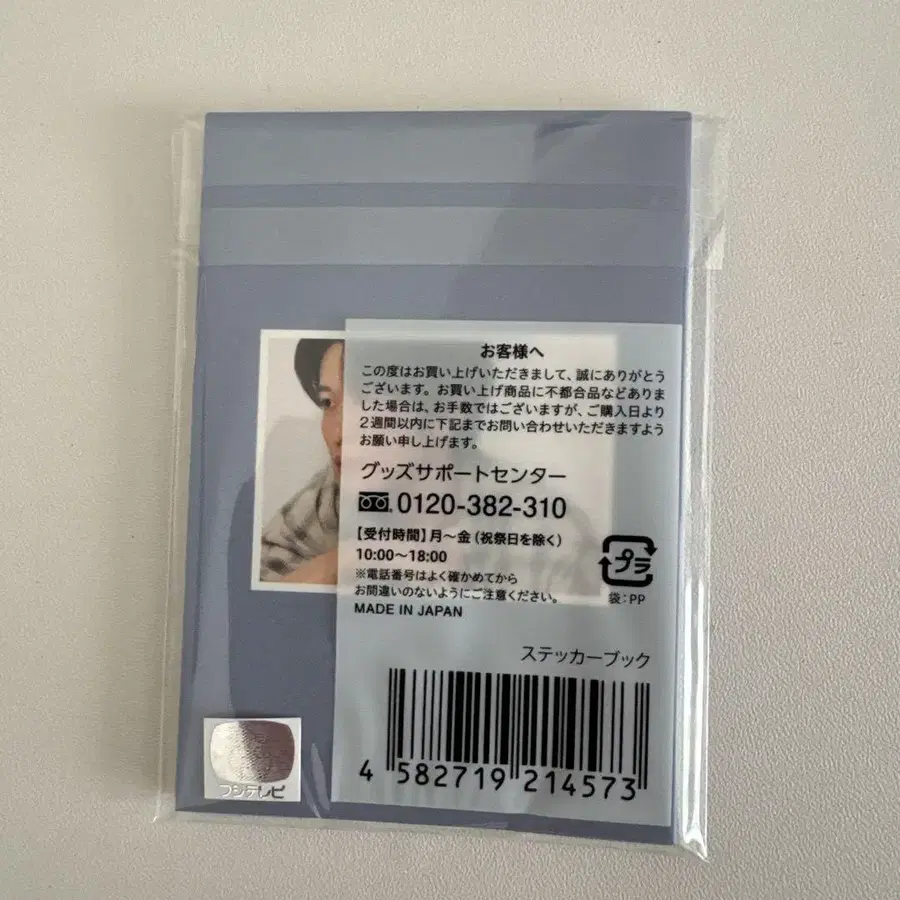 お客様へ
この度はお買い上げいただきまして、誠にありがとう
ございます。お買い上げ商品に不都合品などありま
した場合は、お手数ではございますが、ご購入日より
2週間以内に下記までお問い合わせいただきますよう
お願い申し上げます。
グッズサポートセンター
0120-382-310
【受付時間】月〜金(祝祭日を除く)
10:00〜18:00
※電話番号はよく確かめてから
お間違いのないようにご注意ください。
MADE IN JAPAN
プラ
袋:PP
ステッカーブック
4 582719 214573
フジテレビ